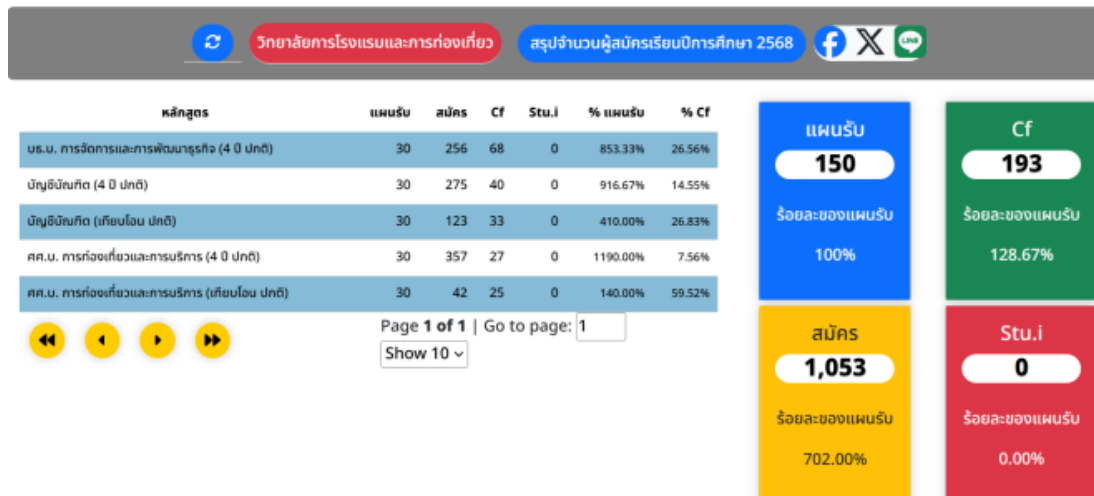 วิทยาลัยการโรงแรมและการท่องเที่ยว สรุปจำนวนผู้สมัครเรียนปีการศึกษา 2568 LINE
หลักสูตร แผนรับ สมัคร Cf Stu.i % แผนรับ % Cf
บธ.บ. การจัดการและการพัฒนาธุรกิจ (4 ปี ปกติ) 30 256 68 0 853.33% 26.56%
บัญชีบัณฑิต (4 ปี ปกติ) 30 275 40 0 916.67% 14.55%
บัญชีบัณฑิต (เทียบโอน ปกติ) 30 123 33 0 410.00% 26.83%
ศศ.บ. การท่องเที่ยวและการบริการ (4 ปี ปกติ) 30 357 27 0 1190.00% 7.56%
ศศ.บ. การท่องเที่ยวและการบริการ (เทียบโอน ปกติ) 30 42 25 0 140.00% 59.52%
Page 1 of 1 | Go to page: 1
Show 10
แผนรับ
150
ร้อยละของแผนรับ
100%
Cf
193
ร้อยละของแผนรับ
128.67%
สมัคร
1,053
ร้อยละของแผนรับ
702.00%
Stu.i
0
ร้อยละของแผนรับ
0.00%